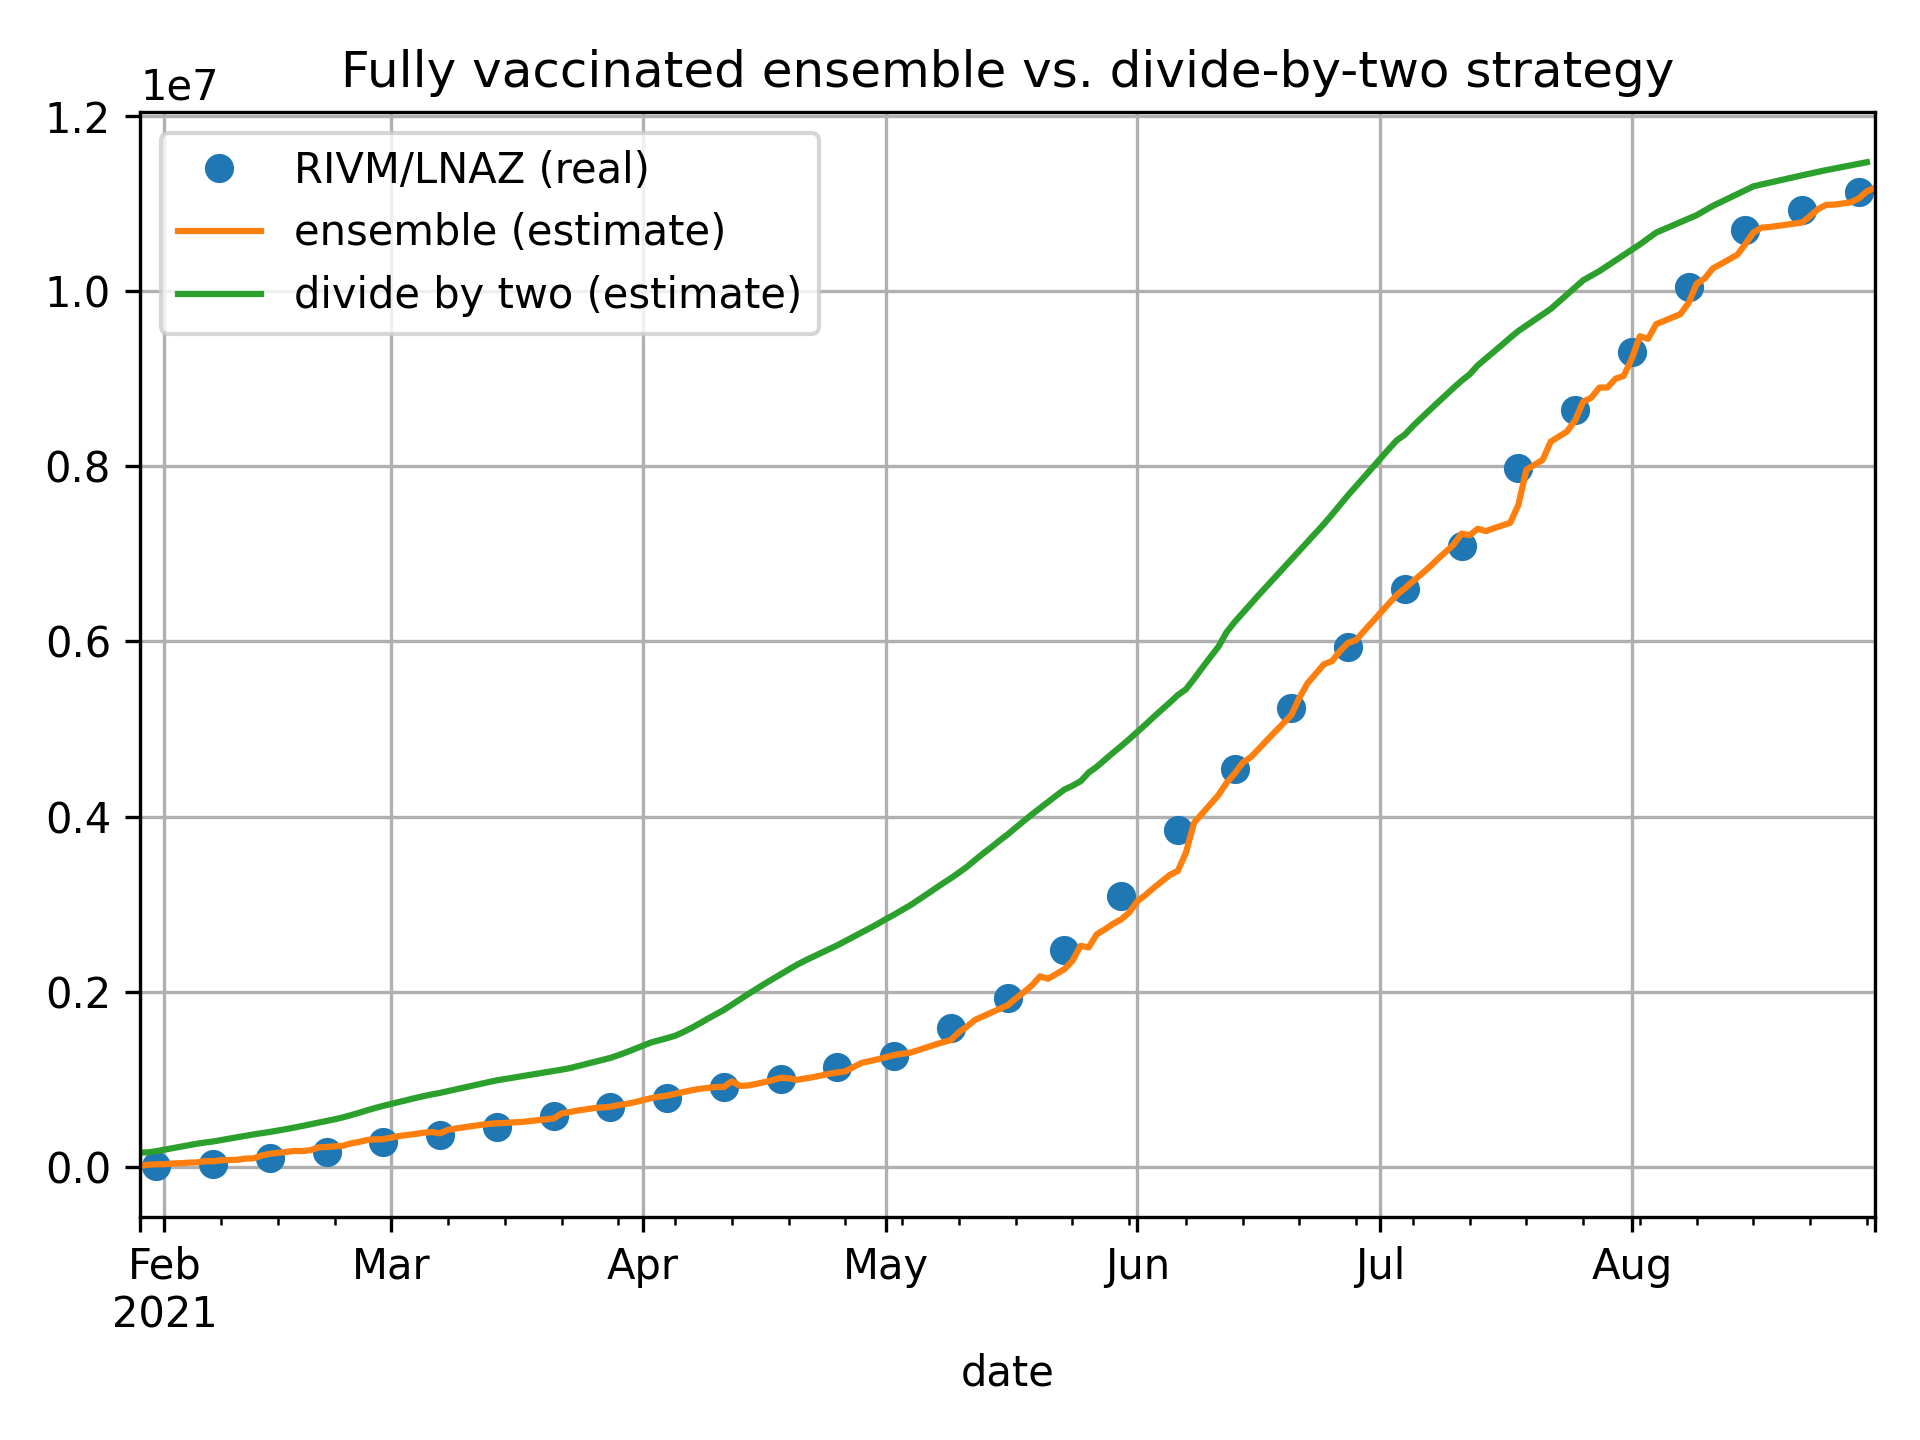 Fully vaccinated ensemble vs. divide-by-two strategy
1e7
1.2
1.0
0.8
0.6
0.4
0.2
0.0
RIVM/LNAZ (real)
ensemble (estimate)
divide by two (estimate)
Feb Mar Apr May Jun Jul Aug
2021
date